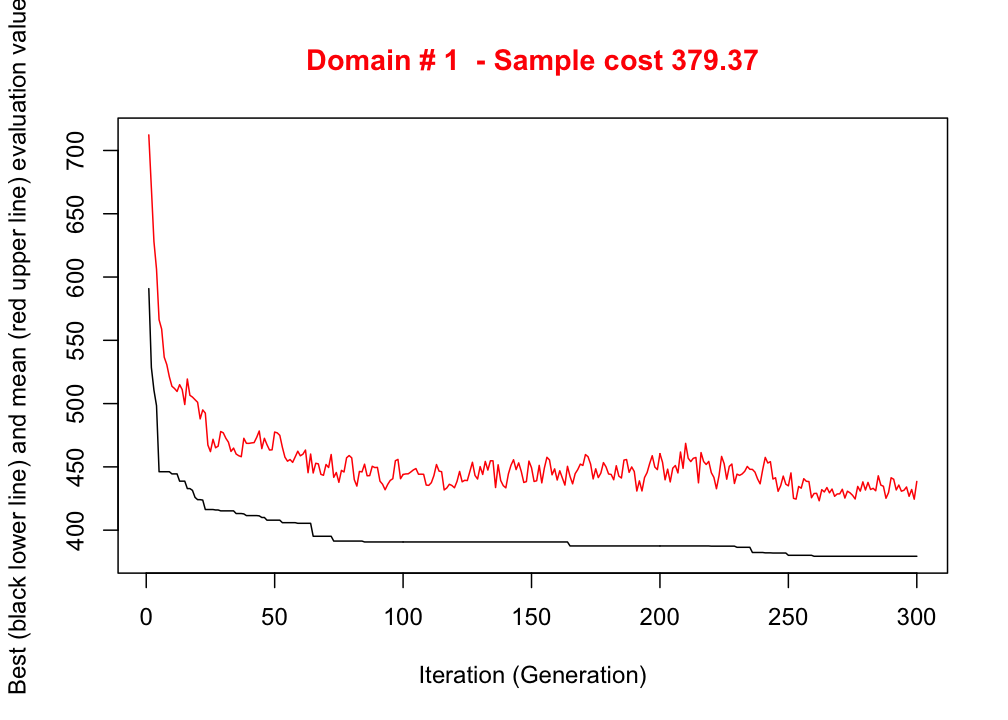 Domain # 1  - Sample cost 379.37
Best (black lower line) and mean (red upper line) evaluation value
700
650
600
550
500
450
400
0 50 100 150 200 250 300
Iteration (Generation)